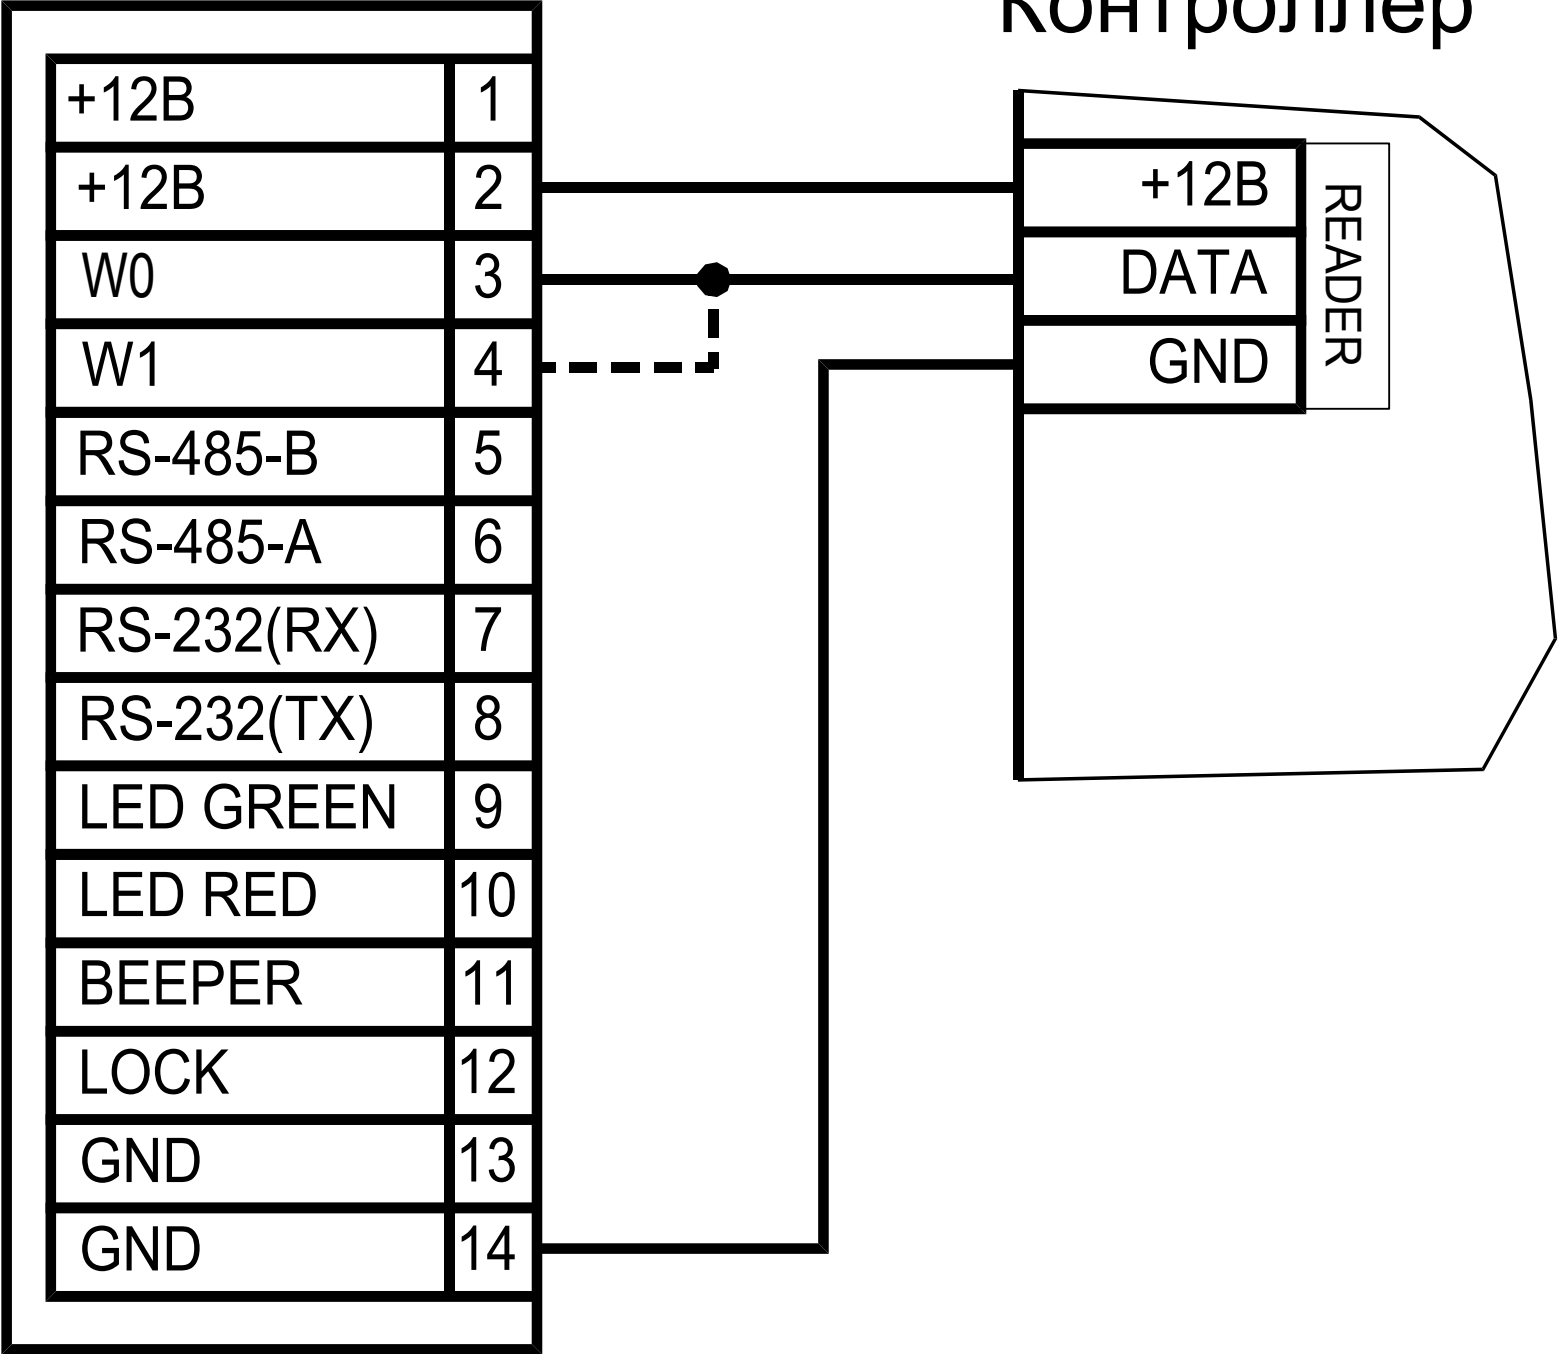 Контроллер
+12В 1
+12В 2
W0 3
W1 4
RS-485-B 5
RS-485-A 6
RS-232(RX) 7
RS-232(TX) 8
LED GREEN 9
LED RED 10
BEEPER 11
LOCK 12
GND 13
GND 14
+12В
DATA
GND
READER